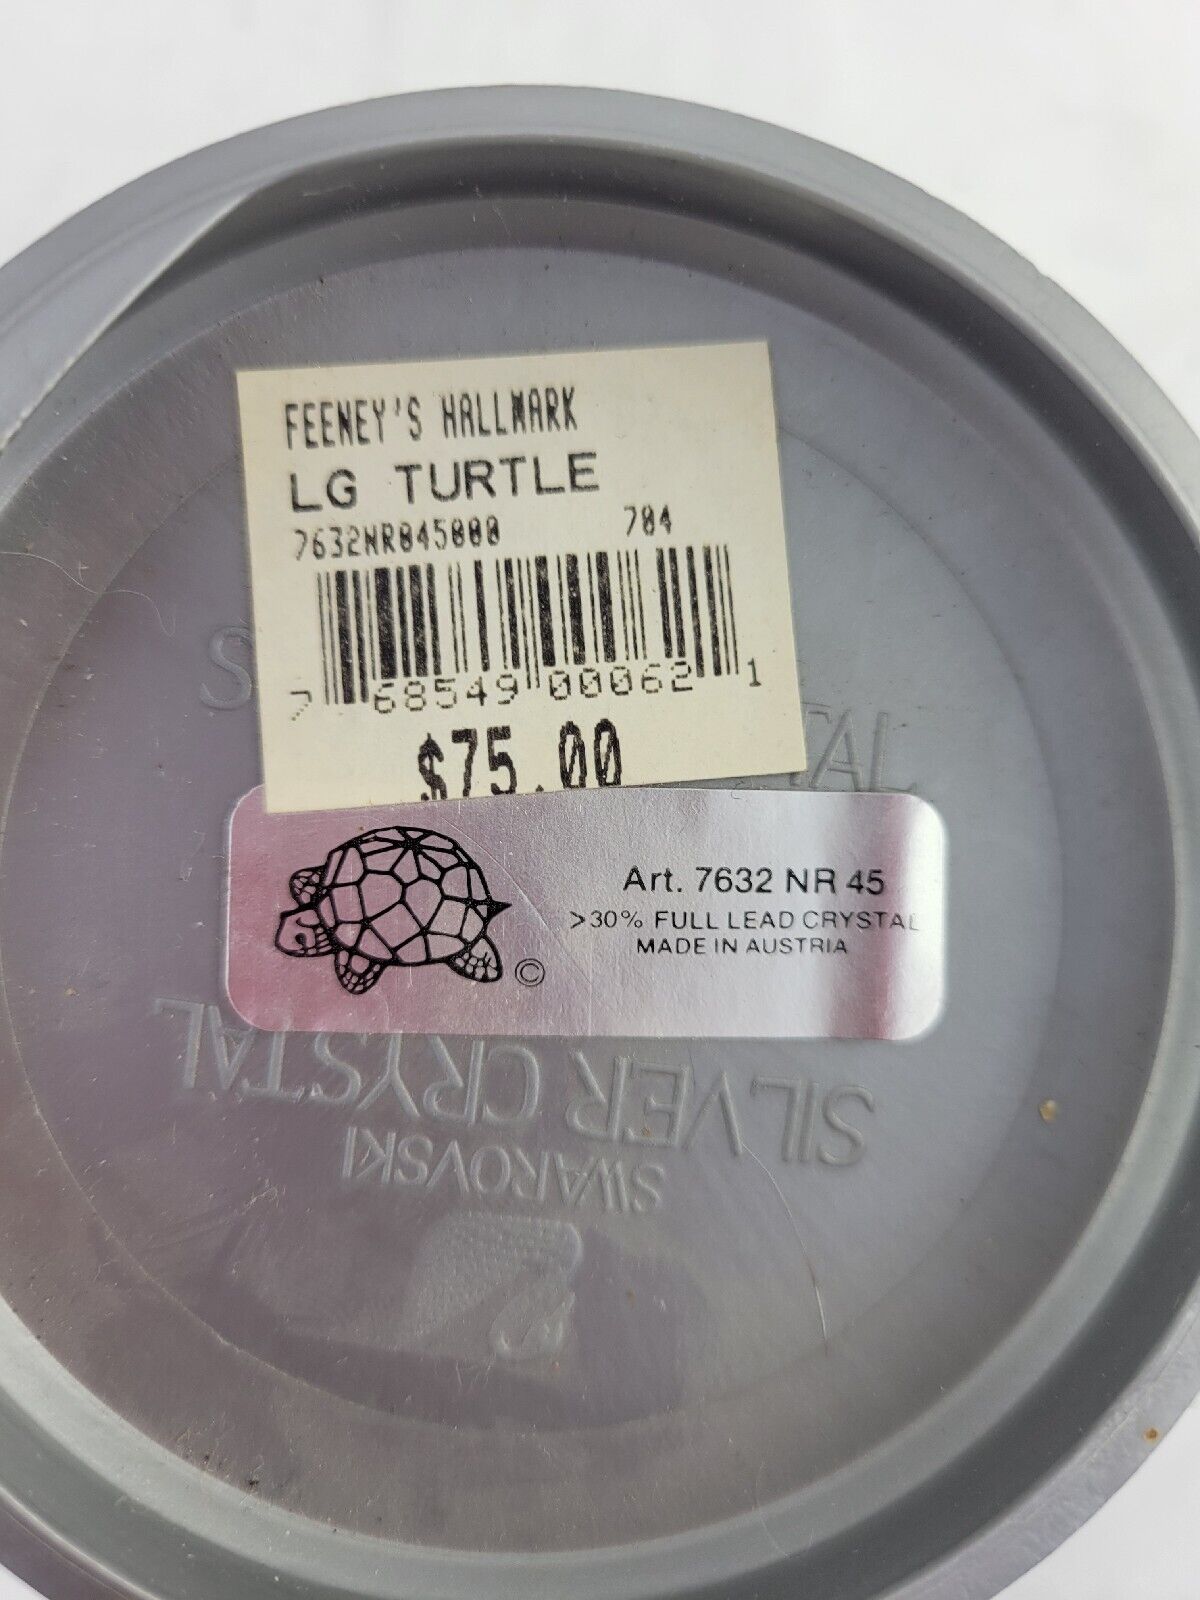 FEENEY'S HALLMARK
LG TURTLE
7632NR045000 704
7 68549 00062 1
$75.00
Art. 7632 NR 45
>30% FULL LEAD CRYSTAL
MADE IN AUSTRIA
©
SILVER CRYSTAL
SWAROVSKI